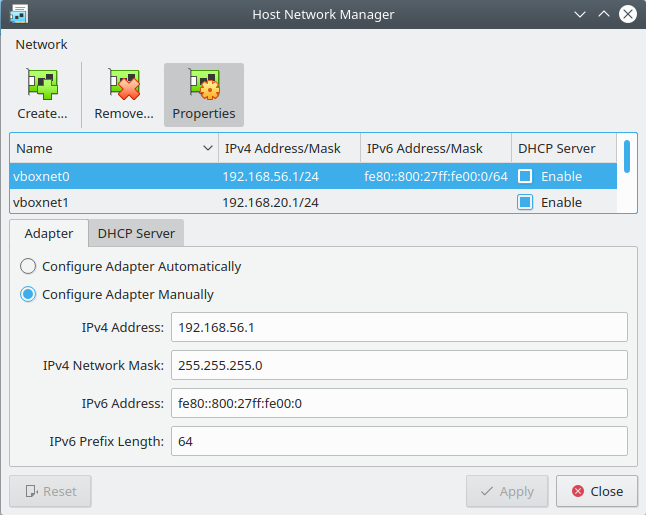 Host Network Manager
Network
Create... Remove... Properties
Name IPv4 Address/Mask IPv6 Address/Mask DHCP Server
vboxnet0 192.168.56.1/24 fe80::800:27ff:fe00:0/64 Enable
vboxnet1 192.168.20.1/24 Enable
Adapter DHCP Server
Configure Adapter Automatically
Configure Adapter Manually
IPv4 Address: 192.168.56.1
IPv4 Network Mask: 255.255.255.0
IPv6 Address: fe80::800:27ff:fe00:0
IPv6 Prefix Length: 64
Reset Apply Close